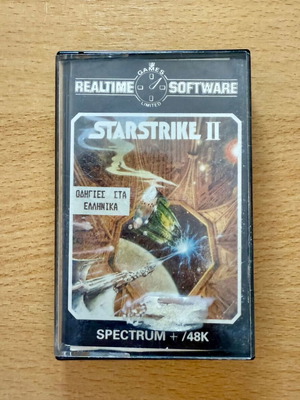 GAMES
REALTIME SOFTWARE
LIMITED
STARSTRIKE II
ΟΔΗΓΙΕΣ ΣΤΑ
ΕΛΛΗΝΙΚΑ
SPECTRUM + /48K